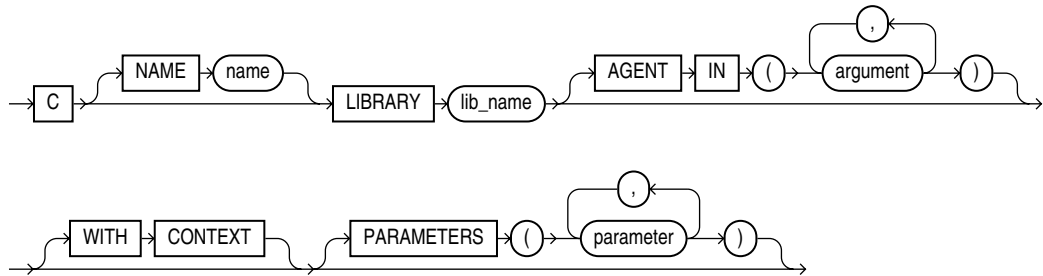 ,
NAME name AGENT IN ( argument )
C LIBRARY lib_name
,
WITH CONTEXT PARAMETERS ( parameter )